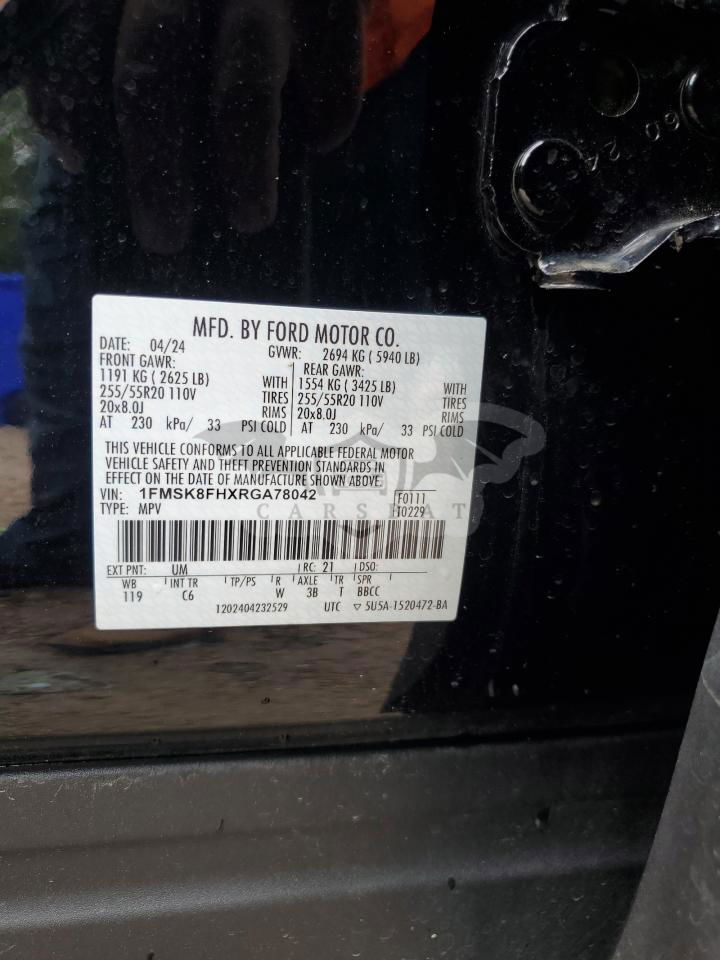 60 24
MFD. BY FORD MOTOR CO.
DATE: 04/24 GVWR: 2694 KG ( 5940 LB)
FRONT GAWR: REAR GAWR:
1191 KG ( 2625 LB) WITH 1554 KG ( 3425 LB) WITH
255/55R20 110V TIRES 255/55R20 110V TIRES
20x8.0J RIMS 20x8.0J RIMS
AT 230 kPa/ 33 PSI COLD AT 230 kPa/ 33 PSI COLD
THIS VEHICLE CONFORMS TO ALL APPLICABLE FEDERAL MOTOR
VEHICLE SAFETY AND THEFT PREVENTION STANDARDS IN
EFFECT ON THE DATE OF MANUFACTURE SHOWN ABOVE.
VIN: 1FMSK8FHXRGA78042 F0111
TYPE: MPV T0229
CARSFAT
EXT PNT: UM RC: 21 DSO:
WB INT TR TP/PS R AXLE TR SPR
119 C6 W 3B T BBCC
1202404232529 UTC ▽ 5U5A-1520472-BA